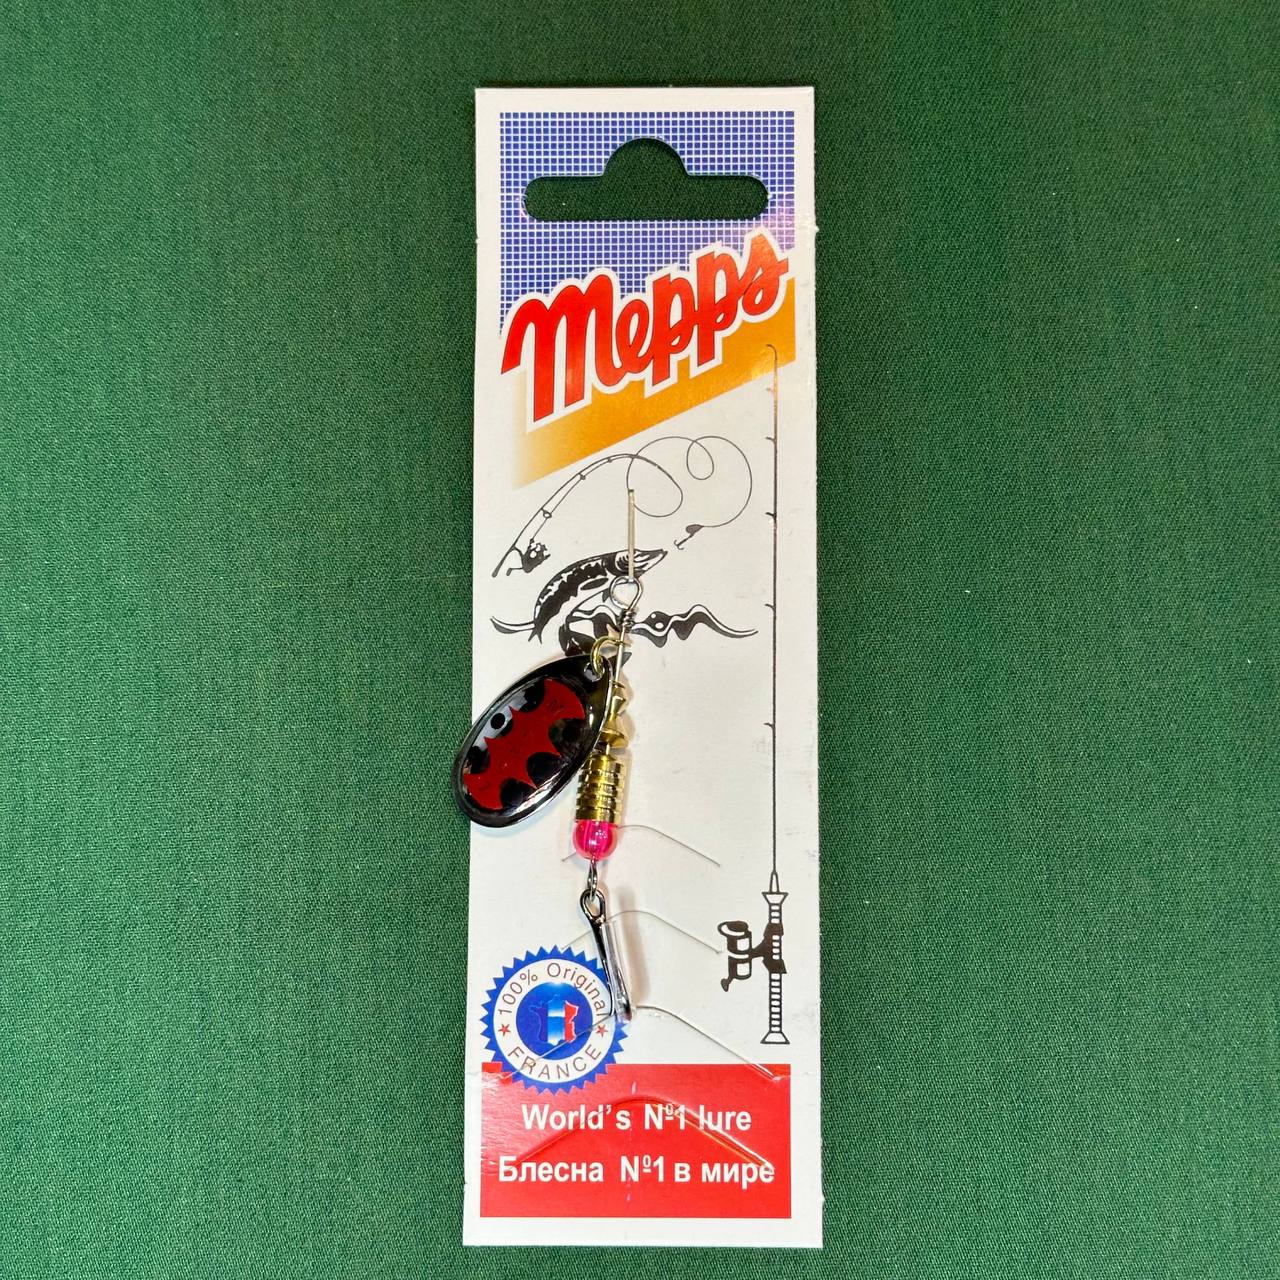 Mepps
100% Original
FRANCE
World's №1 lure
Блесна №1 в мире